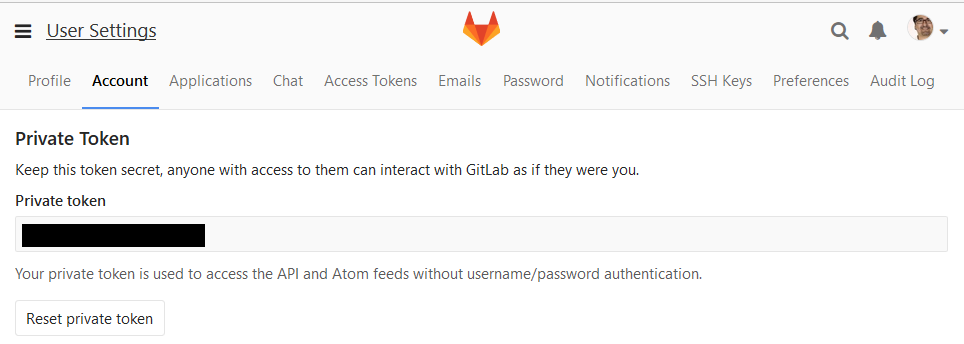 User Settings
Profile Account Applications Chat Access Tokens Emails Password Notifications SSH Keys Preferences Audit Log
Private Token
Keep this token secret, anyone with access to them can interact with GitLab as if they were you.
Private token
Your private token is used to access the API and Atom feeds without username/password authentication.
Reset private token